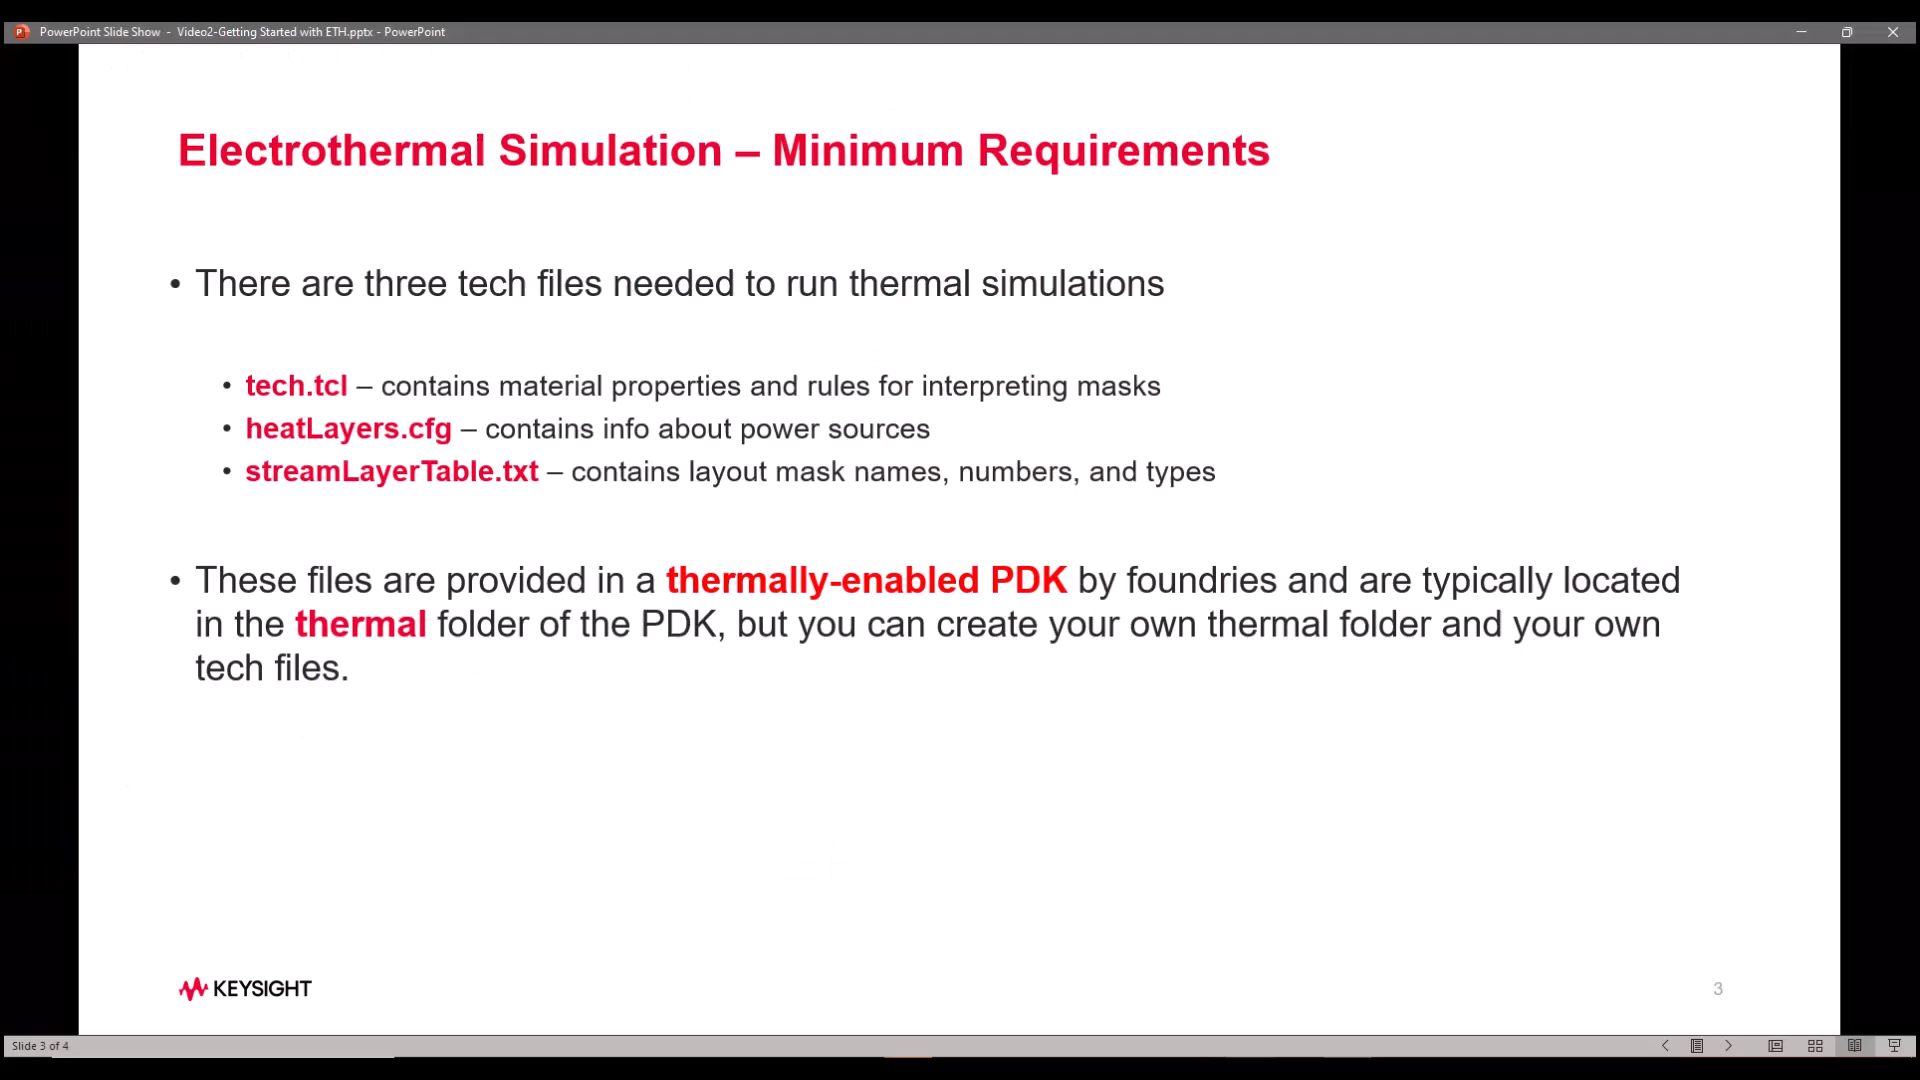 PowerPoint Slide Show - Video2-Getting Started with ETH.pptx - PowerPoint
Electrothermal Simulation – Minimum Requirements
• There are three tech files needed to run thermal simulations
• tech.tcl – contains material properties and rules for interpreting masks
• heatLayers.cfg – contains info about power sources
• streamLayerTable.txt – contains layout mask names, numbers, and types
• These files are provided in a thermally-enabled PDK by foundries and are typically located
in the thermal folder of the PDK, but you can create your own thermal folder and your own
tech files.
KEYSIGHT
3
Slide 3 of 4